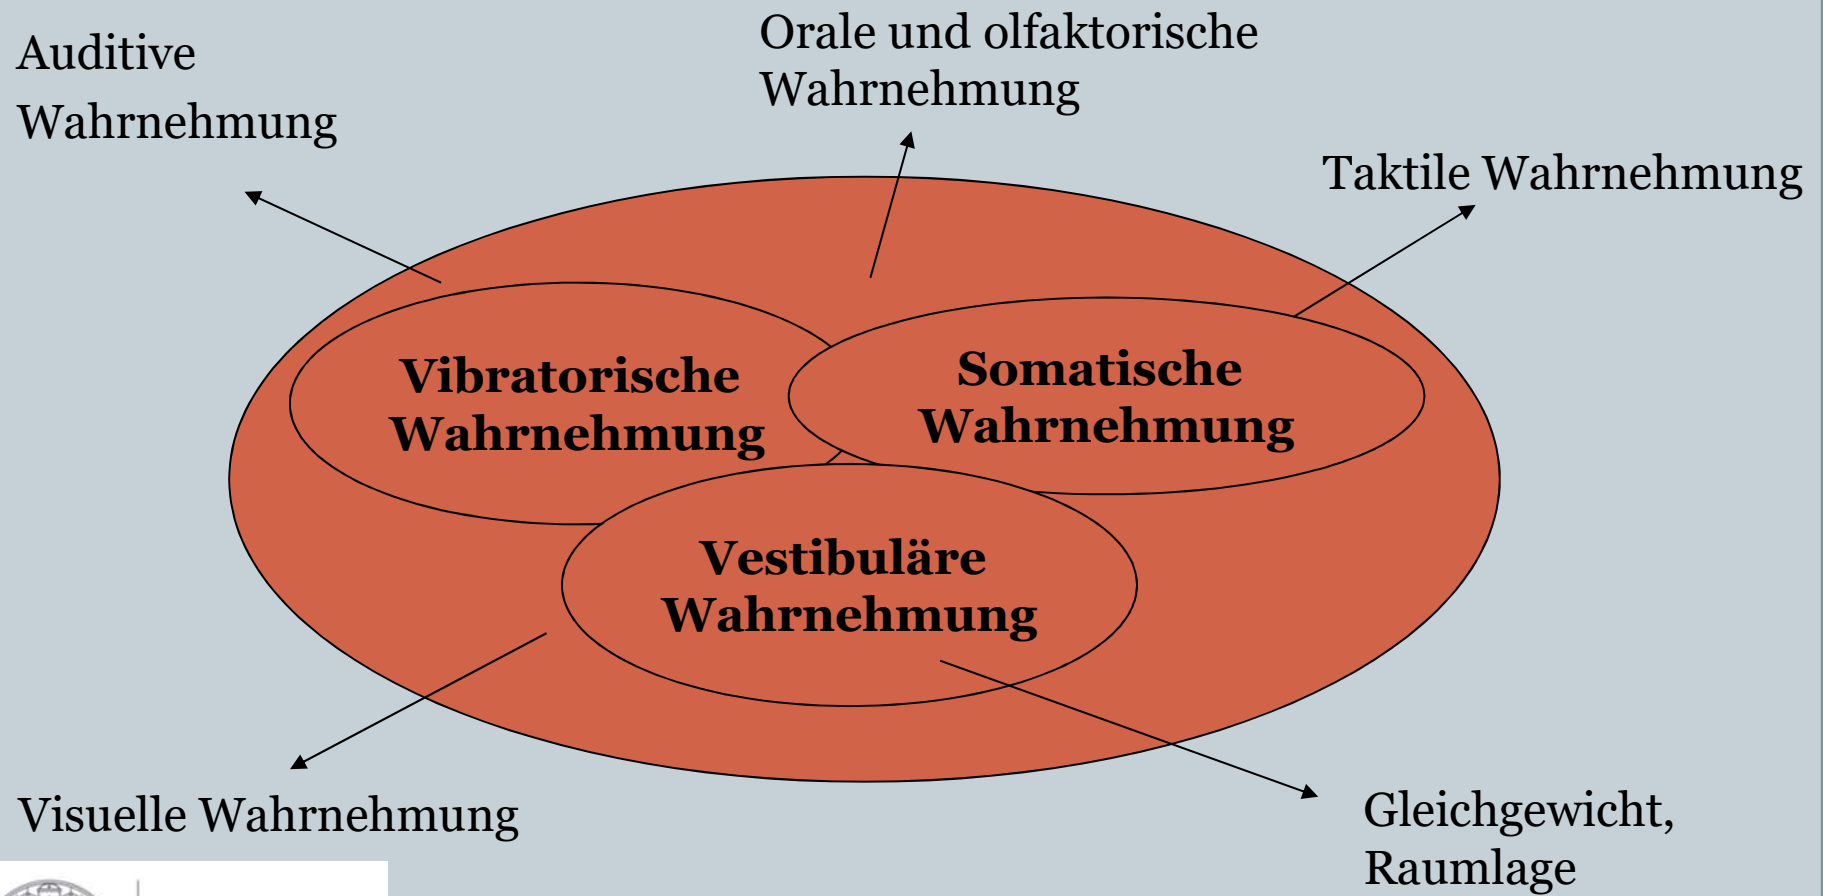 Auditive
Wahrnehmung
Orale und olfaktorische
Wahrnehmung
Taktile Wahrnehmung
Vibratorische
Wahrnehmung
Somatische
Wahrnehmung
Vestibuläre
Wahrnehmung
Visuelle Wahrnehmung
Gleichgewicht,
Raumlage